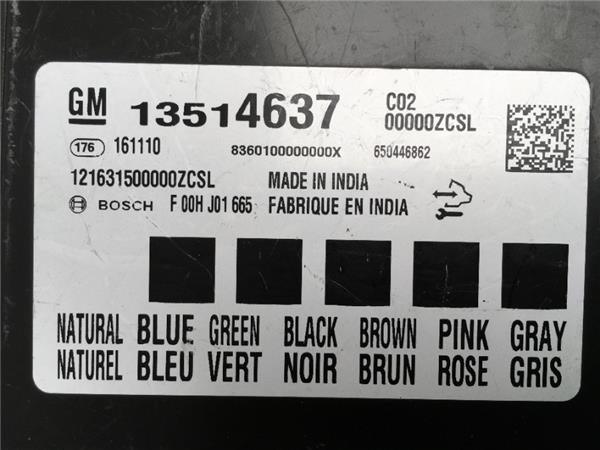 GM 13514637 C02
00000ZCSL
176 161110 8360100000000X 650446862
121631500000ZCSL MADE IN INDIA
BOSCH F 00H J01 665 FABRIQUE EN INDIA
NATURAL BLUE GREEN BLACK BROWN PINK GRAY
NATUREL BLEU VERT NOIR BRUN ROSE GRIS